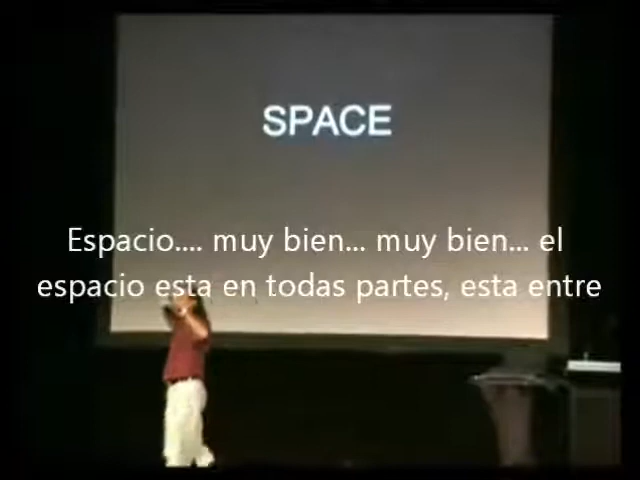 SPACE
Espacio.... muy bien... muy bien... el
espacio esta en todas partes, esta entre